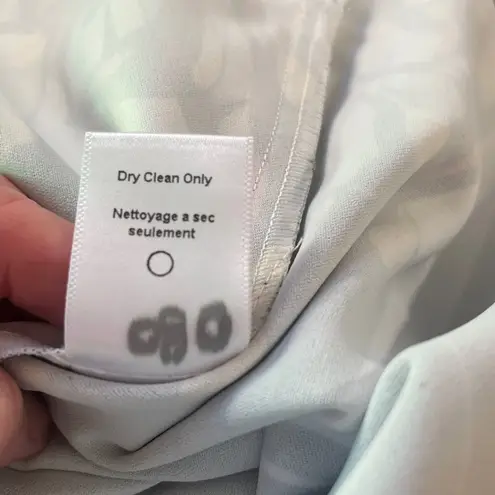 Dry Clean Only
Nettoyage a sec
seulement